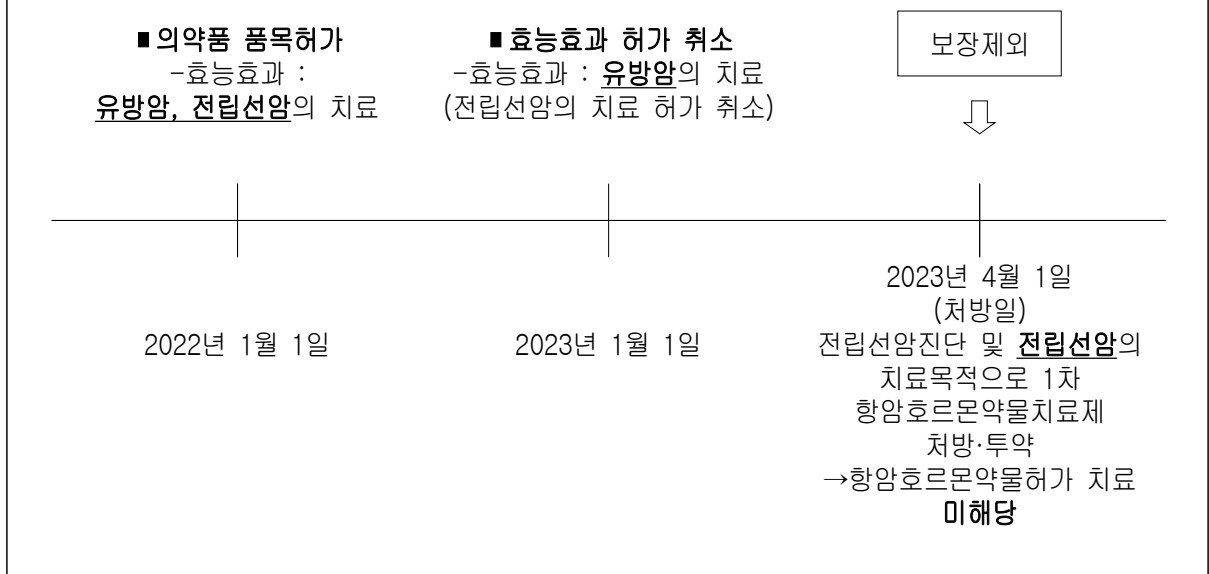 ■의약품 품목허가
-효능효과 :
유방암, 전립선암의 치료
■효능효과 허가 취소
-효능효과 : 유방암의 치료
(전립선암의 치료 허가 취소)
보장제외
2022년 1월 1일
2023년 1월 1일
2023년 4월 1일
(처방일)
전립선암진단 및 전립선암의
치료목적으로 1차
항암호르몬약물치료제
처방·투약
→항암호르몬약물허가 치료
미해당